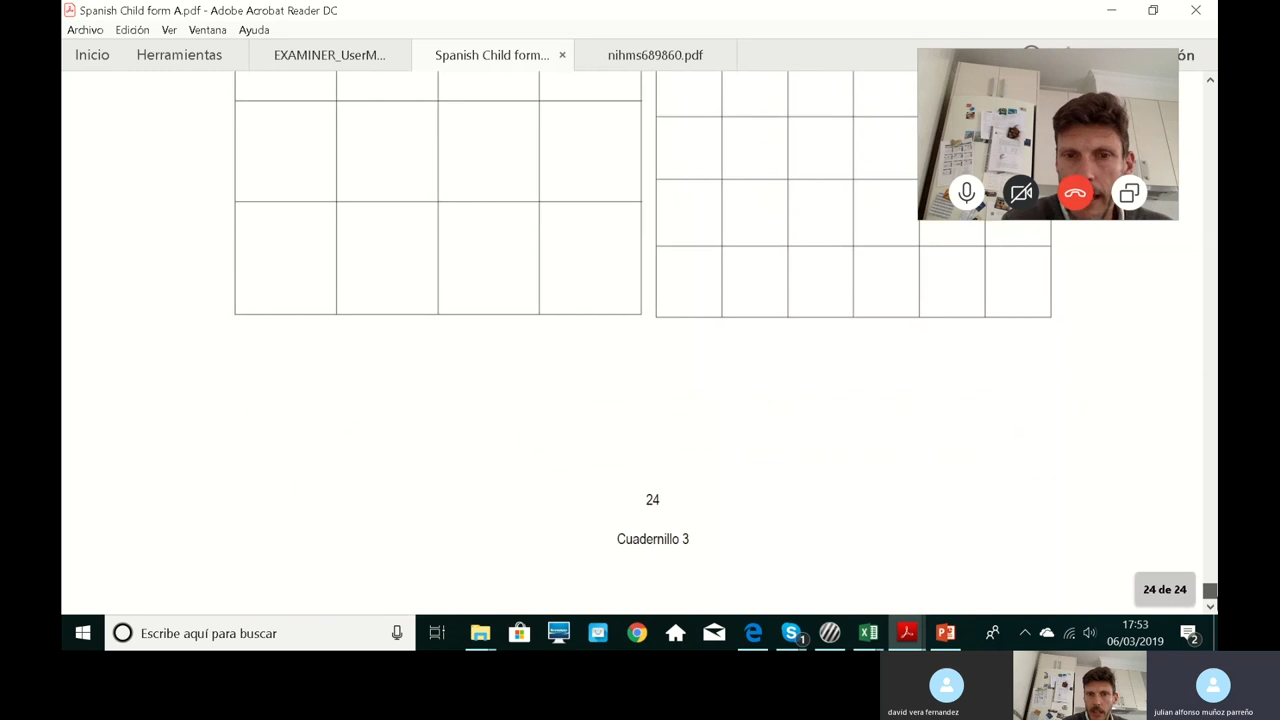 Spanish Child form A.pdf - Adobe Acrobat Reader DC
Archivo Edición Ver Ventana Ayuda
Inicio Herramientas EXAMINER_UserM... Spanish Child form... × nihms689860.pdf ón
24
Cuadernillo 3
24 de 24
Escribe aquí para buscar
1
17:53
06/03/2019
2
david vera fernandez julian alfonso muñoz parreño